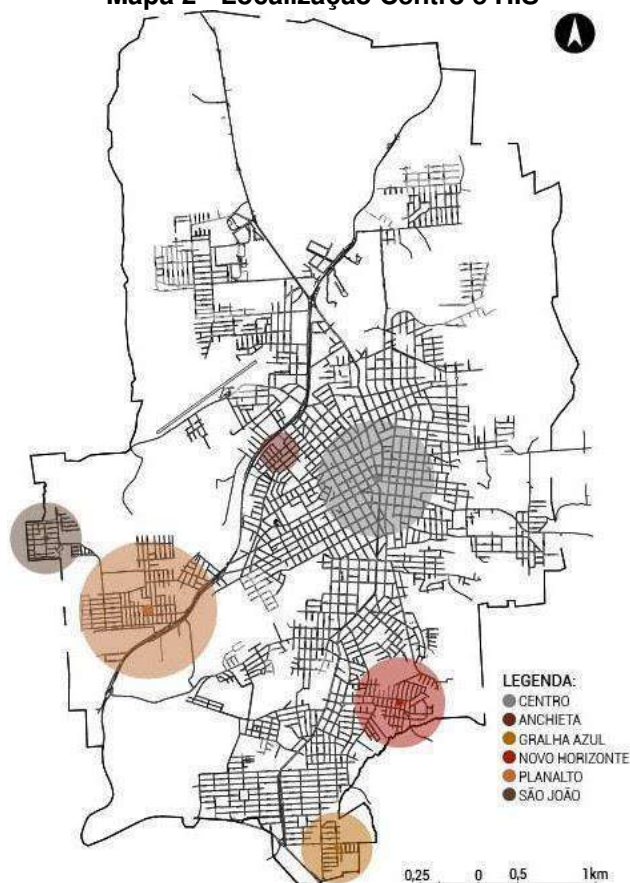 Mapa 2 - Localização Centro e HIS
LEGENDA:
CENTRO
ANCHIETA
GRALHA AZUL
NOVO HORIZONTE
PLANALTO
SÃO JOÃO
0,25 0 0,5 1km